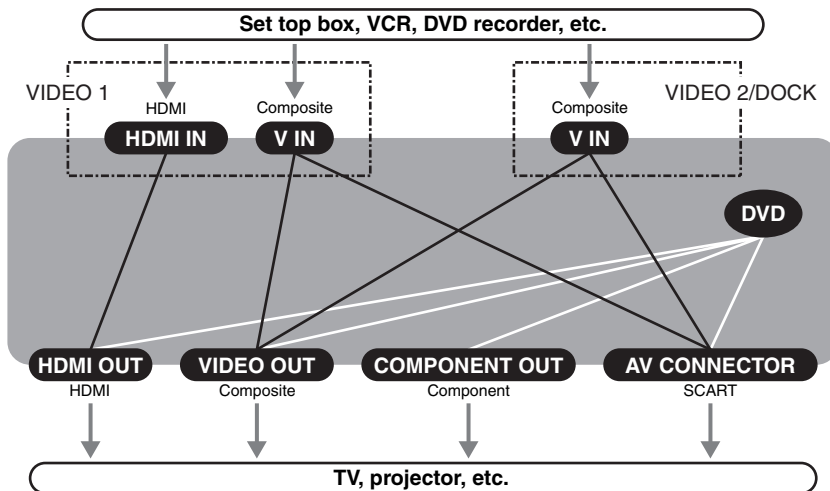 Set top box, VCR, DVD recorder, etc.
VIDEO 1
VIDEO 2/DOCK
HDMI
Composite
Composite
HDMI IN
V IN
V IN
DVD
HDMI OUT
VIDEO OUT
COMPONENT OUT
AV CONNECTOR
HDMI
Composite
Component
SCART
TV, projector, etc.